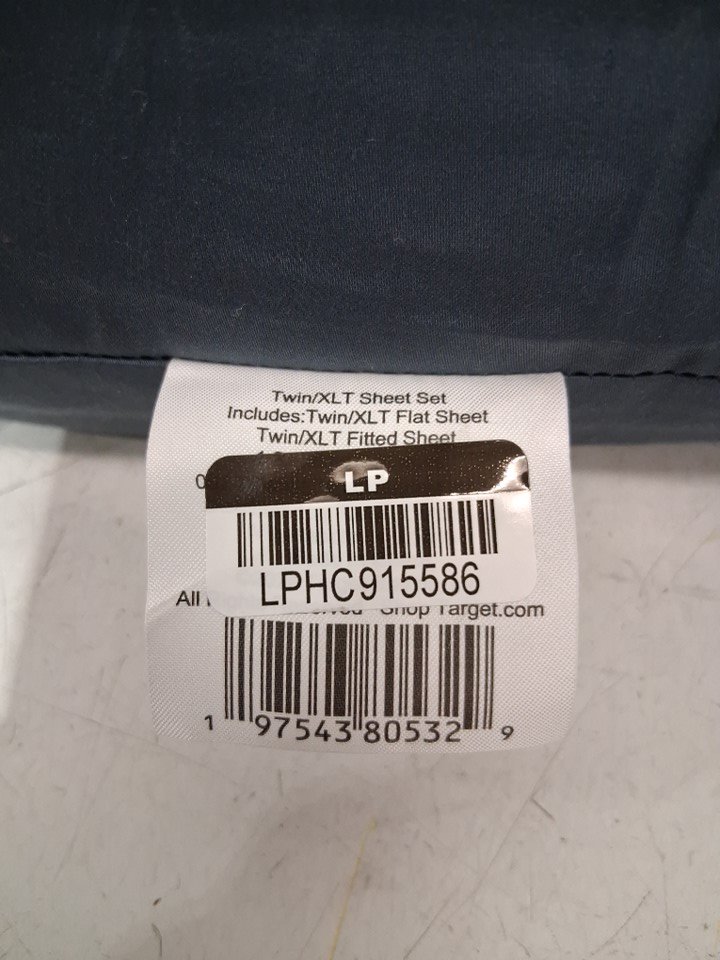 Twin/XLT Sheet Set
Includes:Twin/XLT Flat Sheet
Twin/XLT Fitted Sheet
LP
LPHC915586
All Shop Target.com
1 97543 80532 9